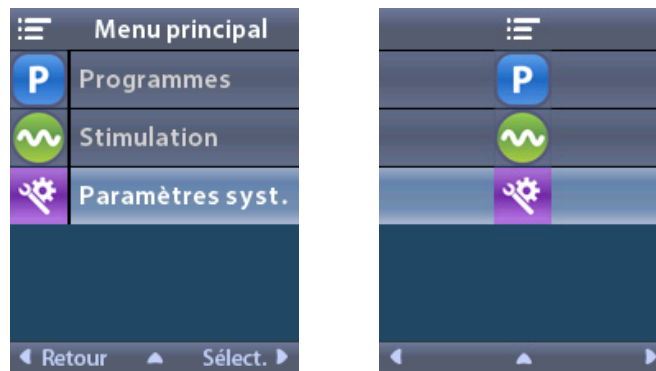 Menu principal
P Programmes
Stimulation
Paramètres syst.
Retour Sélect.
P